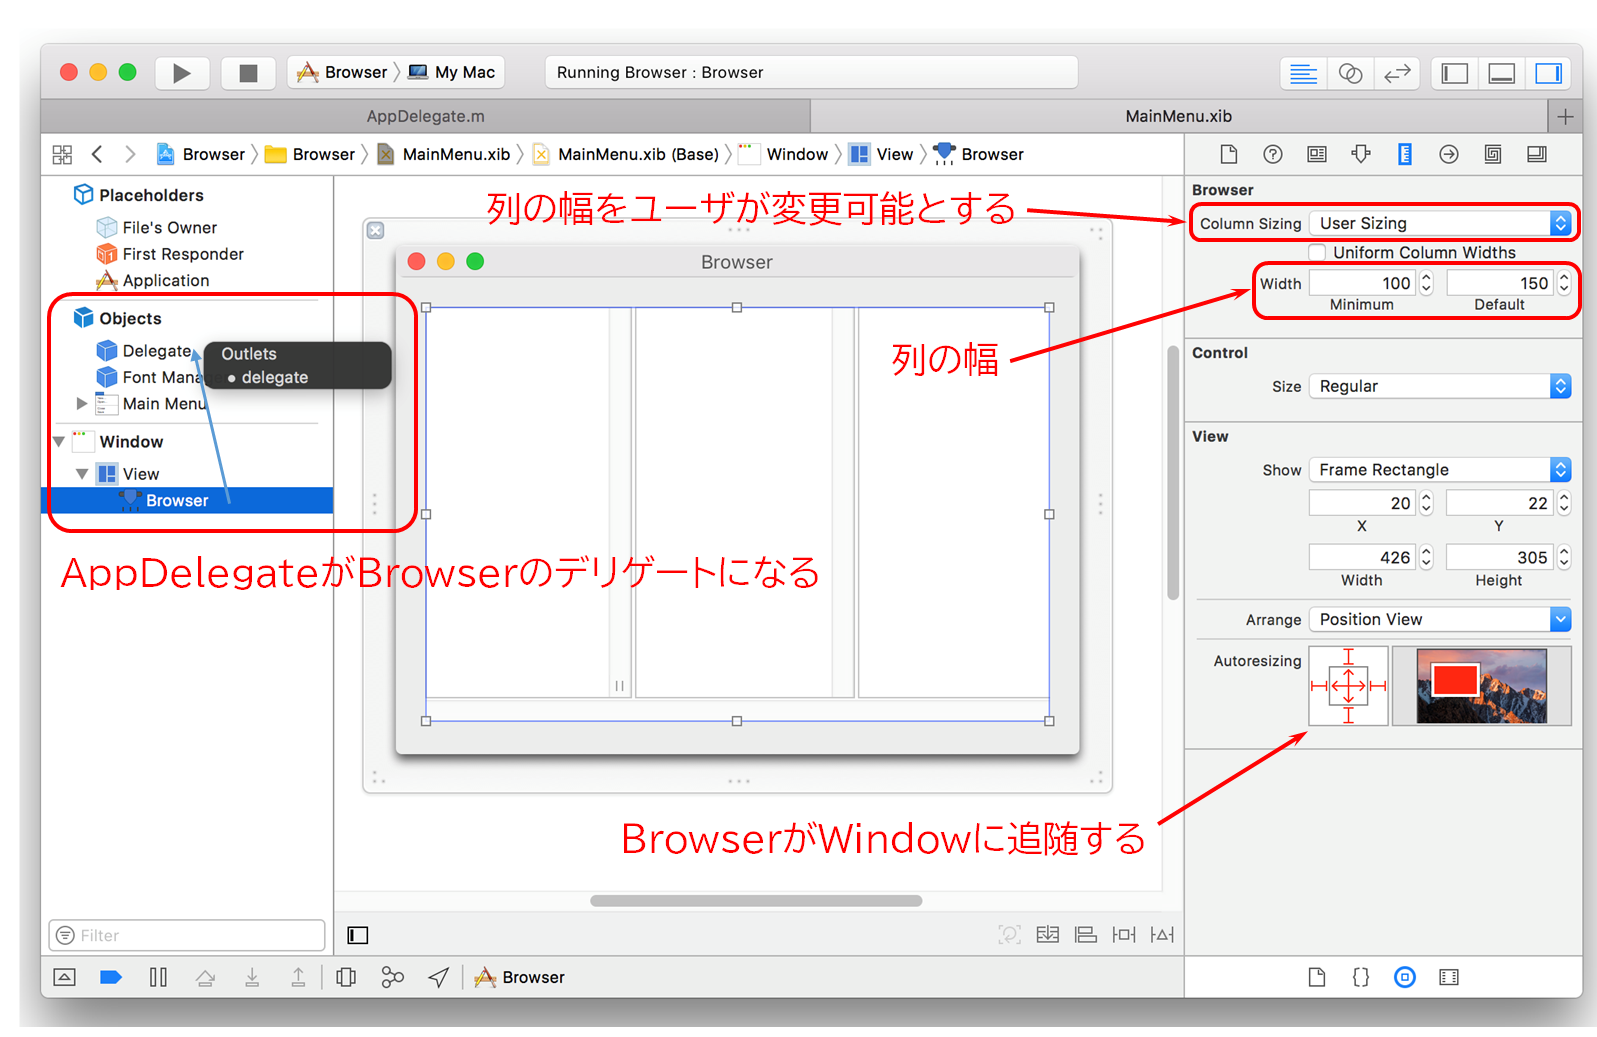 Browser My Mac Running Browser : Browser
AppDelegate.m MainMenu.xib
Browser Browser MainMenu.xib MainMenu.xib (Base) Window View Browser
Placeholders
File's Owner
First Responder
Application
Objects
Delegate
Font Mana
Main Menu
Outlets
• delegate
Window
View
Browser
AppDelegateがBrowserのデリゲートになる
Filter
列の幅をユーザが変更可能とする
Browser
列の幅
BrowserがWindowに追随する
Browser
Column Sizing User Sizing
Uniform Column Widths
Width 100 150
Minimum Default
Control
Size Regular
View
Show Frame Rectangle
20 22
X Y
426 305
Width Height
Arrange Position View
Autoresizing
Browser